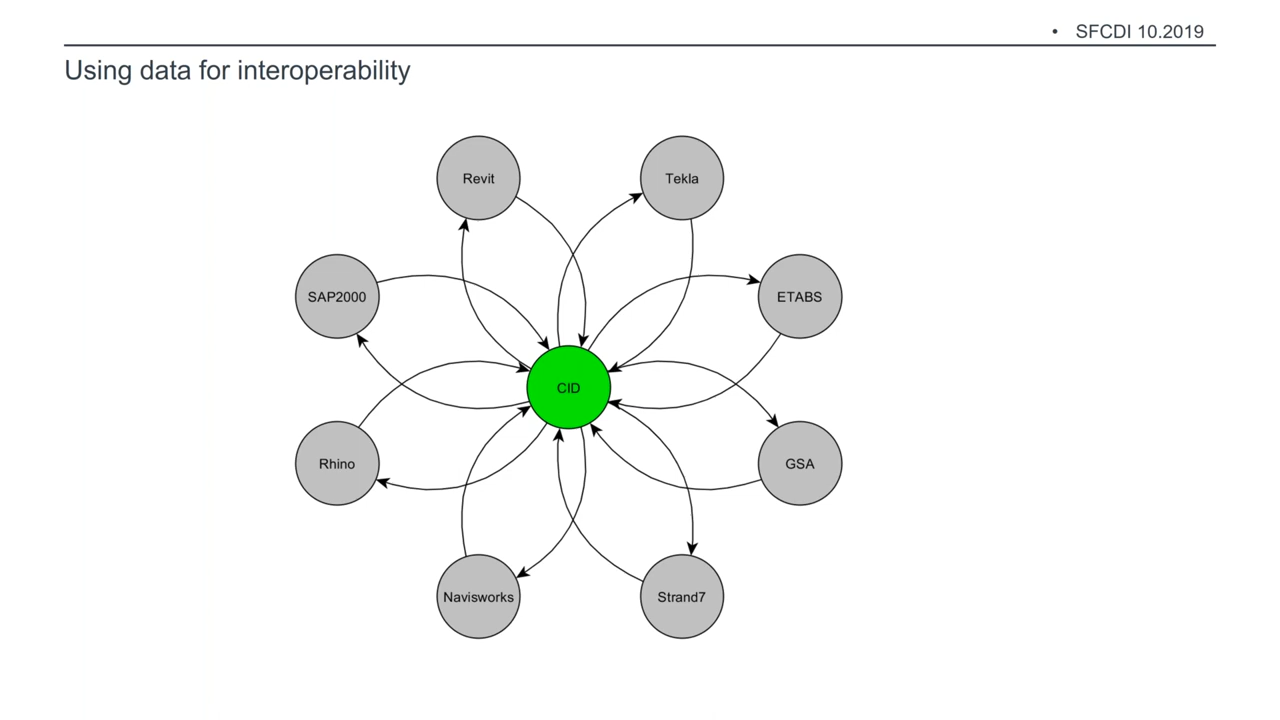 • SFCDI 10.2019
Using data for interoperability
Revit
Tekla
SAP2000
ETABS
CID
Rhino
GSA
Navisworks
Strand7